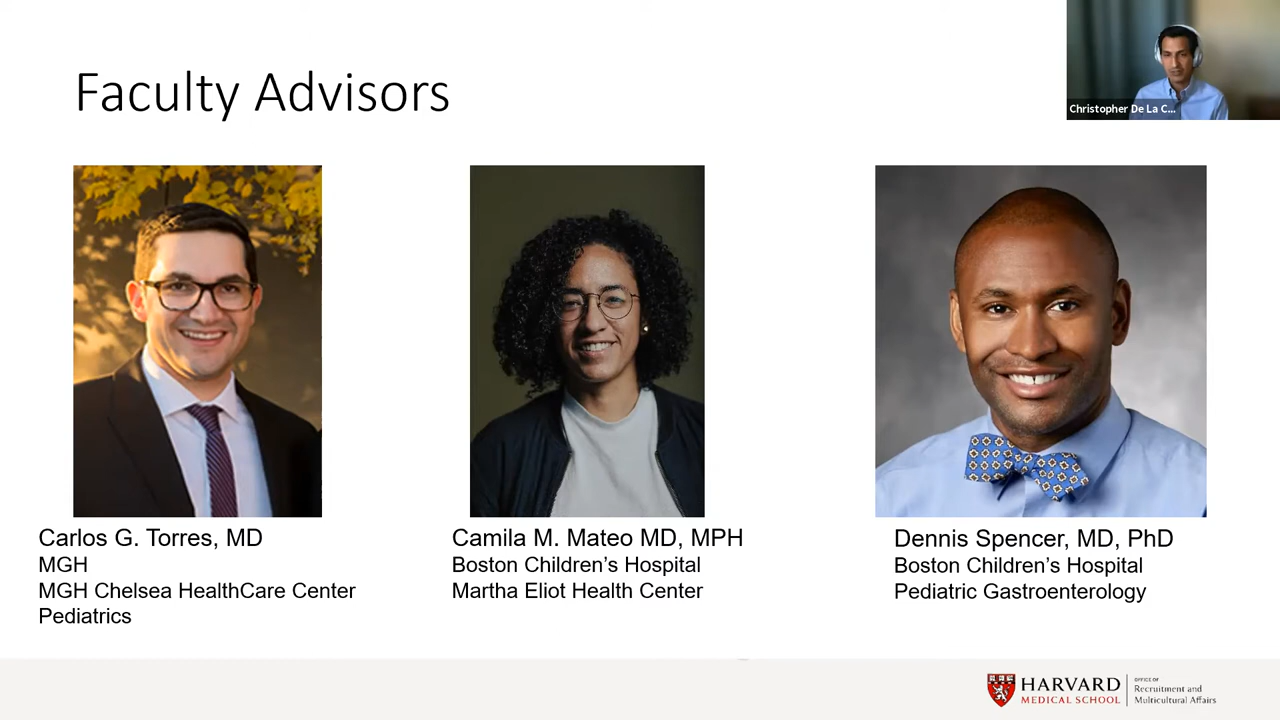 Faculty Advisors
Christopher De La C...
Carlos G. Torres, MD
MGH
MGH Chelsea HealthCare Center
Pediatrics
Camila M. Mateo MD, MPH
Boston Children's Hospital
Martha Eliot Health Center
Dennis Spencer, MD, PhD
Boston Children's Hospital
Pediatric Gastroenterology
HARVARD
MEDICAL SCHOOL
OFFICE OF
Recruitment and
Multicultural Affairs